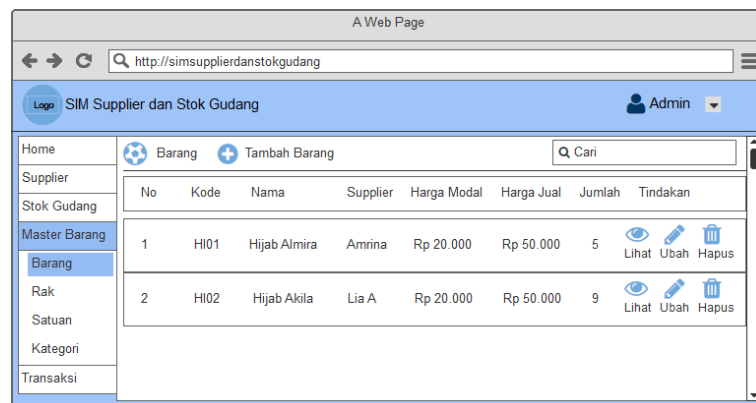 A Web Page
http://simsupplierdanstokgudang
Logo SIM Supplier dan Stok Gudang Admin
Home
Supplier
Stok Gudang
Master Barang
Barang
Rak
Satuan
Kategori
Transaksi
Barang Tambah Barang Cari
No Kode Nama Supplier Harga Modal Harga Jual Jumlah Tindakan
1 HI01 Hijab Almira Amrina Rp 20.000 Rp 50.000 5 Lihat Ubah Hapus
2 HI02 Hijab Akila Lia A Rp 20.000 Rp 50.000 9 Lihat Ubah Hapus